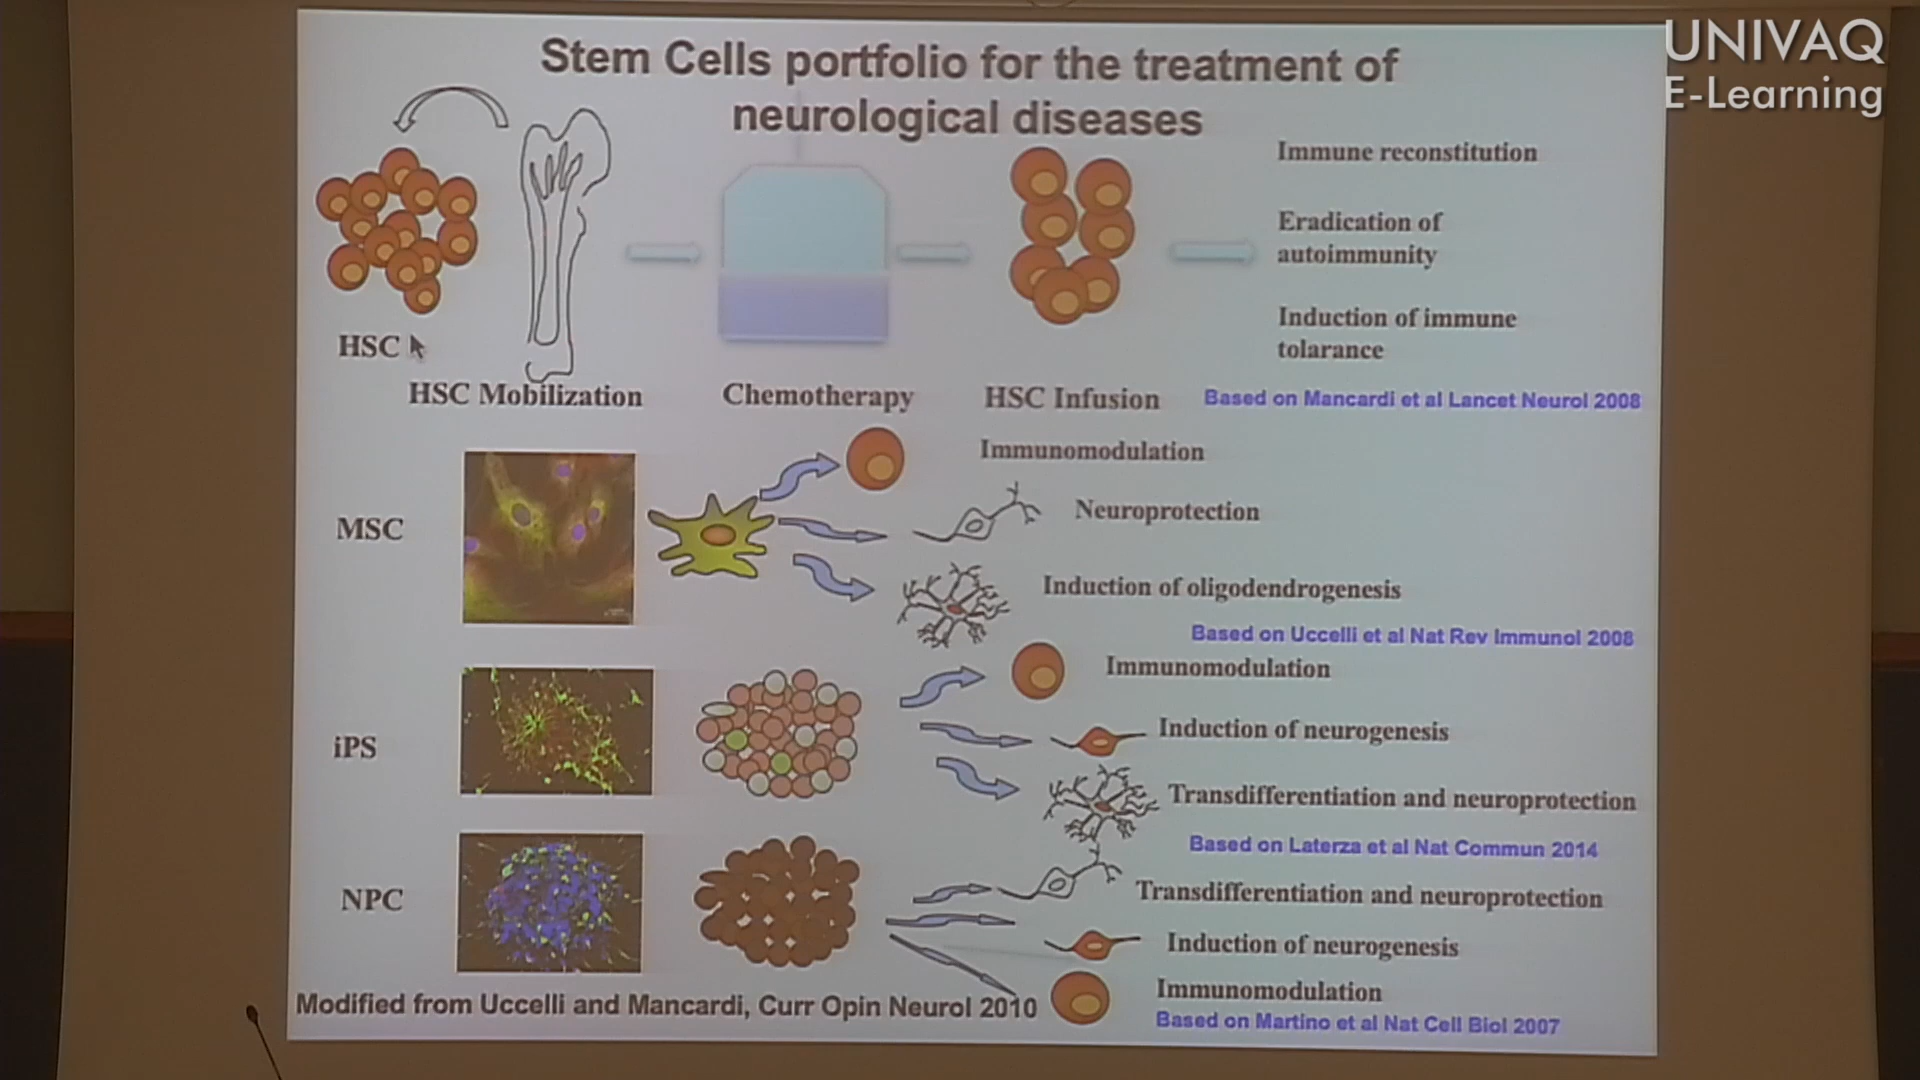 UNIVAQ
E-Learning
Stem Cells portfolio for the treatment of
neurological diseases
Immune reconstitution
Eradication of
autoimmunity
Induction of immune
tolarance
HSC
HSC Mobilization
Chemotherapy
HSC Infusion
Based on Mancardi et al Lancet Neurol 2008
Immunomodulation
MSC
Neuroprotection
Induction of oligodendrogenesis
Based on Uccelli et al Nat Rev Immunol 2008
Immunomodulation
iPS
Induction of neurogenesis
Transdifferentiation and neuroprotection
Based on Laterza et al Nat Commun 2014
NPC
Transdifferentiation and neuroprotection
Induction of neurogenesis
Immunomodulation
Modified from Uccelli and Mancardi, Curr Opin Neurol 2010
Based on Martino et al Nat Cell Biol 2007